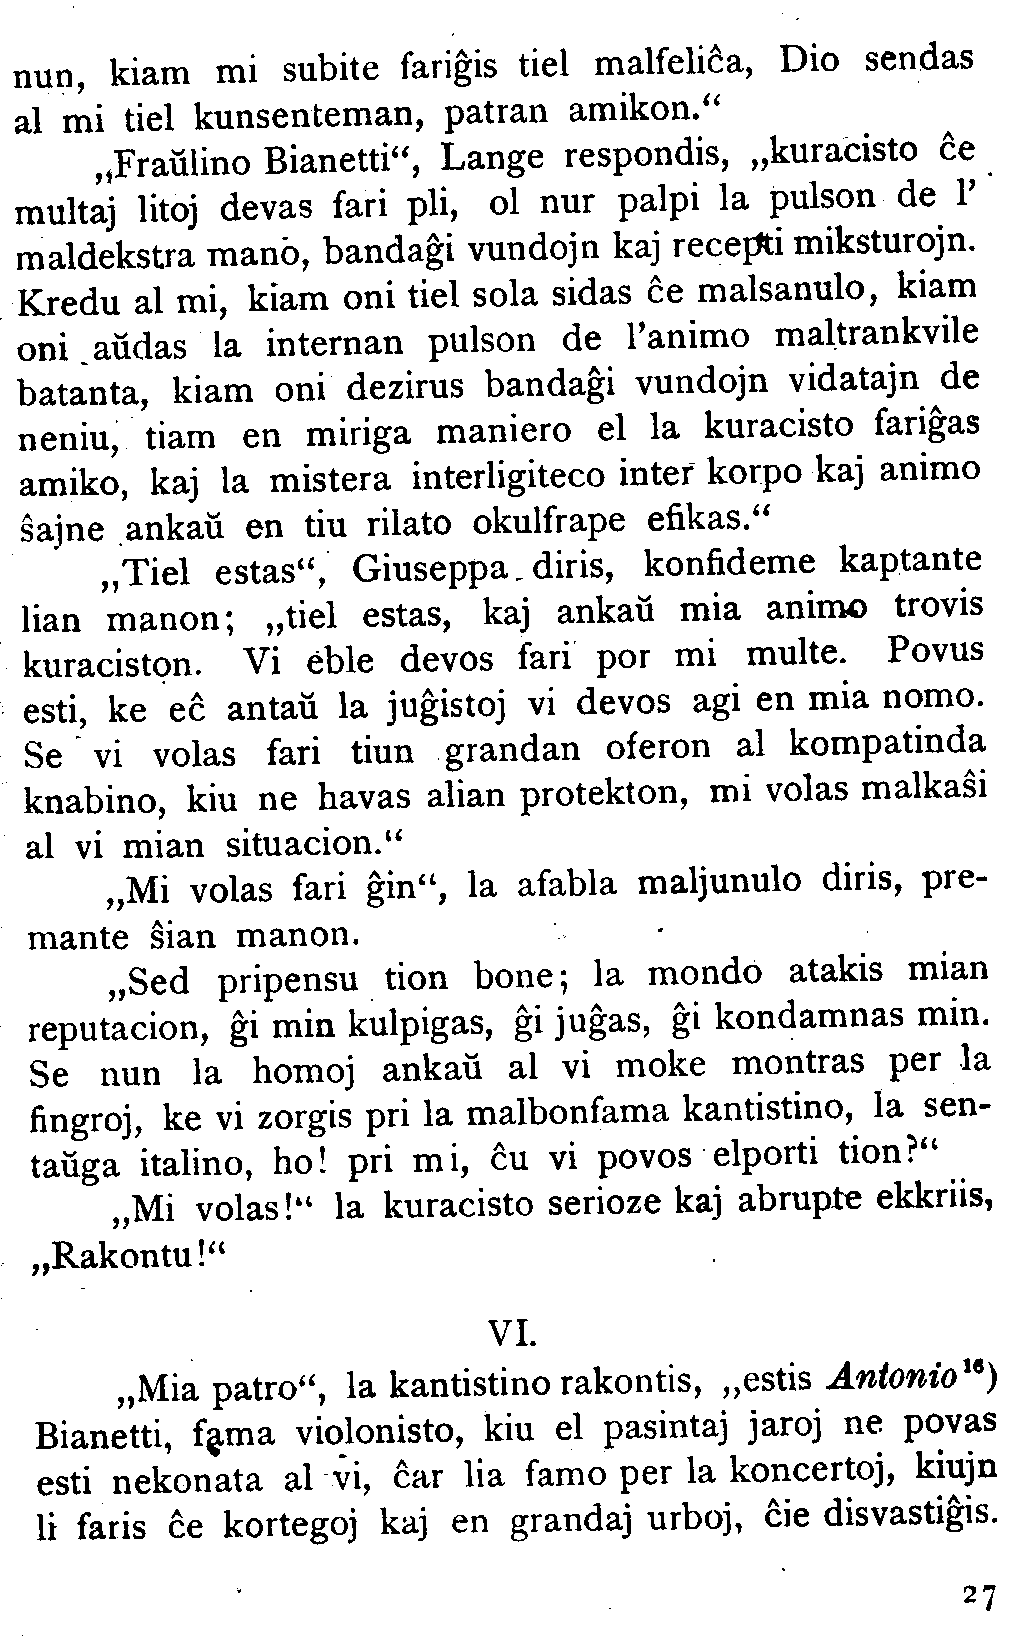 nun, kiam mi subite fariĝis tiel malfeliĉa, Dio sendas
al mi tiel kunsenteman, patran amikon.“
„Fraŭlino Bianetti“, Lange respondis, „kuracisto ĉe
multaj litoj devas fari pli, ol nur palpi la pulson de l’
maldekstra mano, bandaĝi vundojn kaj recepti miksturojn.
Kredu al mi, kiam oni tiel sola sidas ĉe malsanulo, kiam
oni aŭdas la internan pulson de l’animo maltrankvile
batanta, kiam oni dezirus bandaĝi vundojn vidatajn de
neniu, tiam en miriga maniero el la kuracisto fariĝas
amiko, kaj la mistera interligiteco inter korpo kaj animo
ŝajne ankaŭ en tiu rilato okulfrape efikas.“
„Tiel estas“, Giuseppa diris, konfideme kaptante
lian manon; „tiel estas, kaj ankaŭ mia animo trovis
kuraciston. Vi eble devos fari por mi multe. Povus
esti, ke eĉ antaŭ la juĝistoj vi devos agi en mia nomo.
Se vi volas fari tiun grandan oferon al kompatinda
knabino, kiu ne havas alian protekton, mi volas malkaŝi
al vi mian situacion.“
„Mi volas fari ĝin“, la afabla maljunulo diris, pre-
mante ŝian manon.
„Sed pripensu tion bone; la mondo atakis mian
reputacion, ĝi min kulpigas, ĝi juĝas, ĝi kondamnas min.
Se nun la homoj ankaŭ al vi moke montras per la
fingroj, ke vi zorgis pri la malbonfama kantistino, la sen-
taŭga italino, ho! pri mi, ĉu vi povos elporti tion?“
„Mi volas!“ la kuracisto serioze kaj abrupte ekkriis,
„Rakontu!“
VI.
„Mia patro“, la kantistino rakontis, „estis Antonio¹⁶)
Bianetti, fama violonisto, kiu el pasintaj jaroj ne povas
esti nekonata al vi, ĉar lia famo per la koncertoj, kiujn
li faris ĉe kortegoj kaj en grandaj urboj, ĉie disvastiĝis.
27